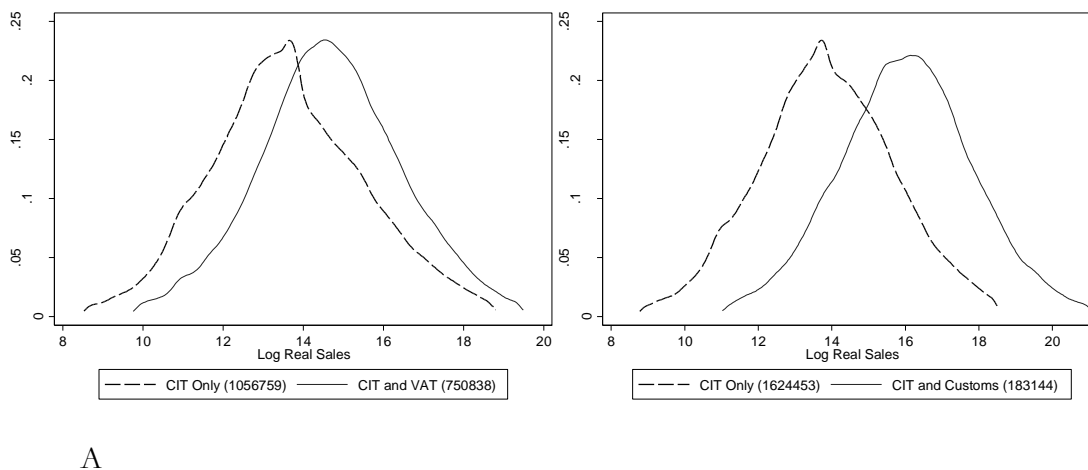 .25
.2
.15
.1
.05
0
8 10 12 14 16 18 20
Log Real Sales
CIT Only (1056759) CIT and VAT (750838)
.25
.2
.15
.1
.05
0
8 10 12 14 16 18 20
Log Real Sales
CIT Only (1624453) CIT and Customs (183144)
A